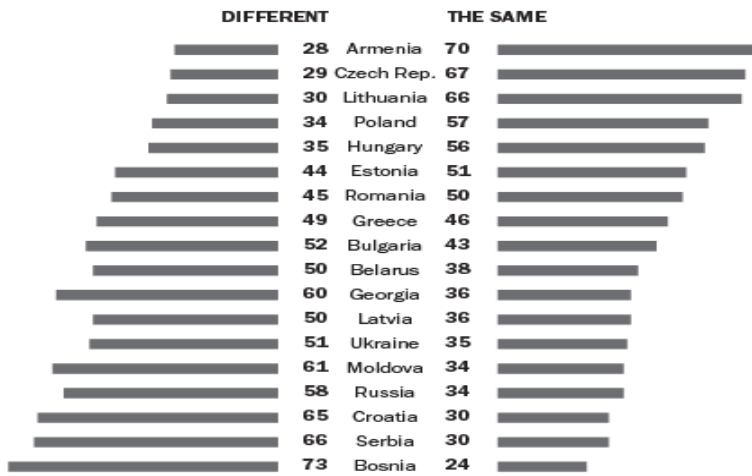 DIFFERENT THE SAME
28 Armenia 70
29 Czech Rep. 67
30 Lithuania 66
34 Poland 57
35 Hungary 56
44 Estonia 51
45 Romania 50
49 Greece 46
52 Bulgaria 43
50 Belarus 38
60 Georgia 36
50 Latvia 36
51 Ukraine 35
61 Moldova 34
58 Russia 34
65 Croatia 30
66 Serbia 30
73 Bosnia 24